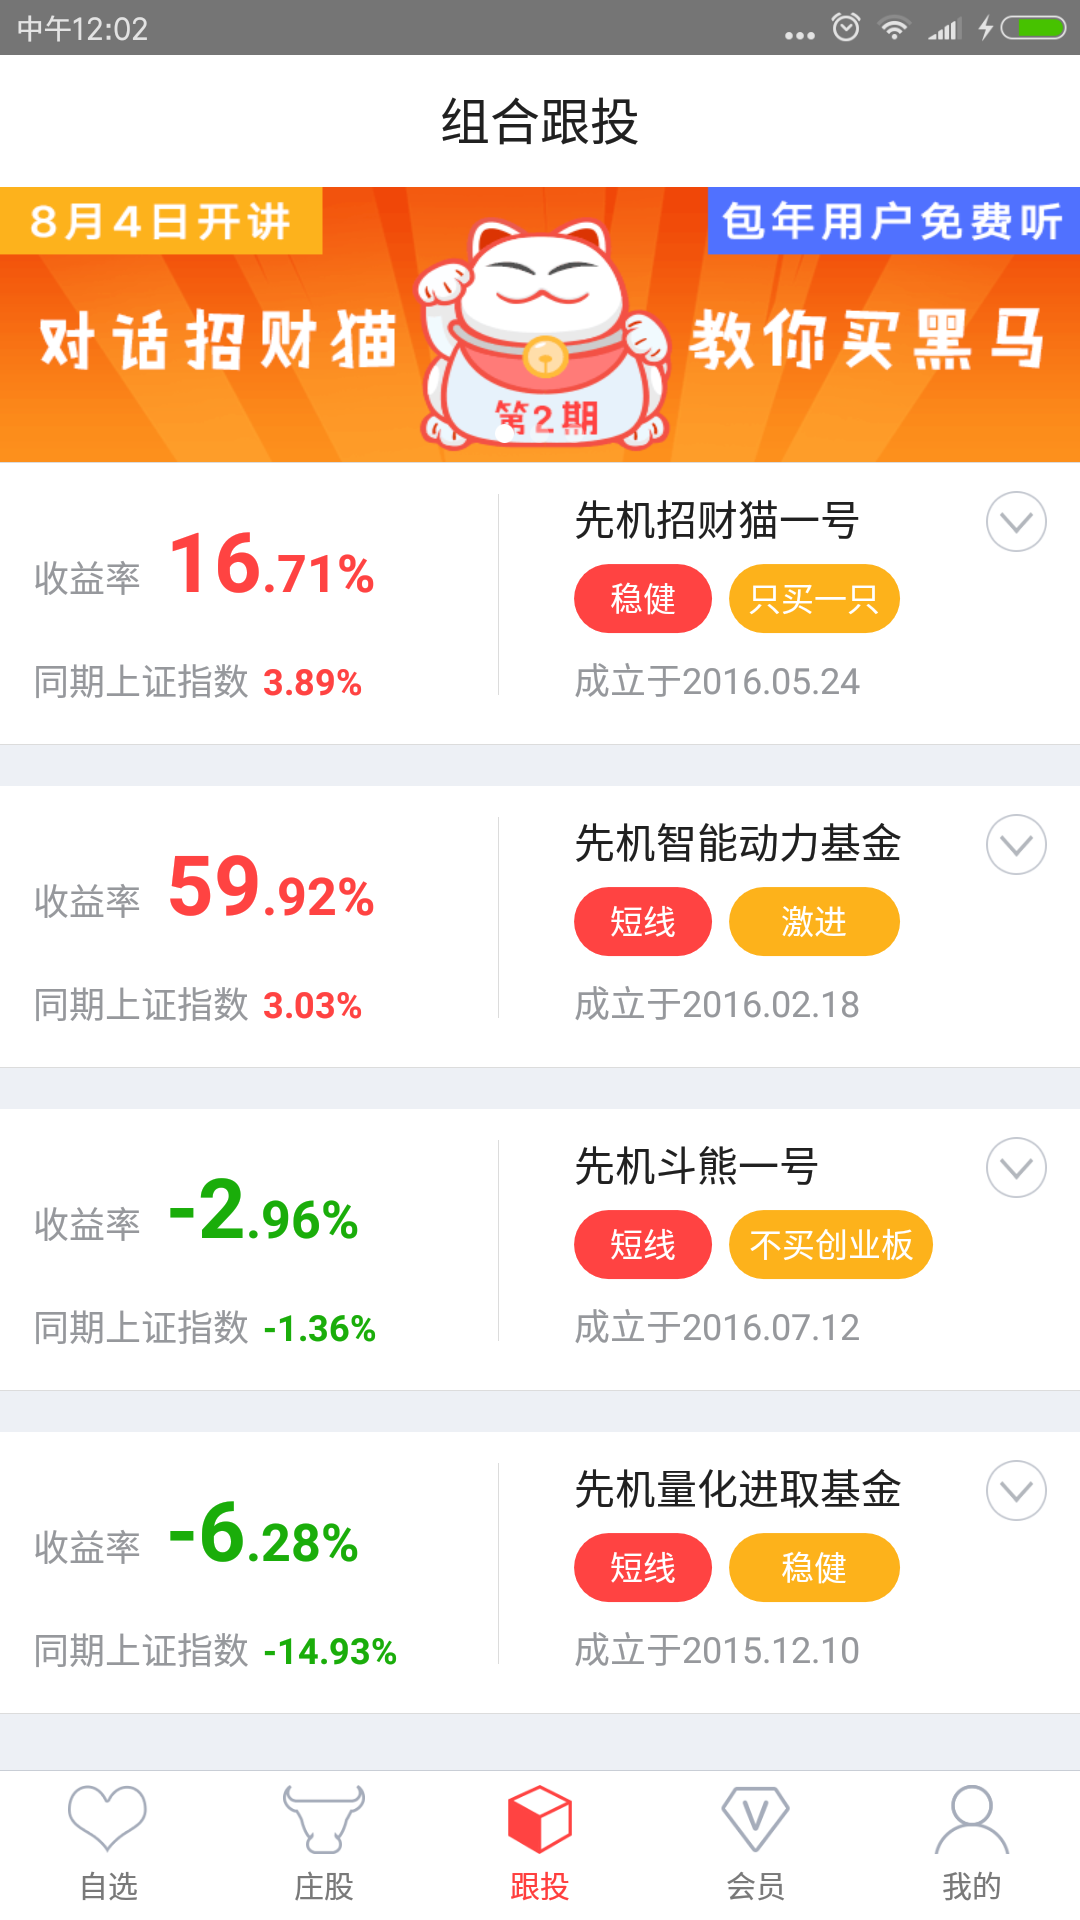 中午12:02
组合跟投
8月4日开讲
包年用户免费听
对话招财猫
教你买黑马
第2期
收益率 16.71%
同期上证指数 3.89%
先机招财猫一号
稳健 只买一只
成立于2016.05.24
收益率 59.92%
同期上证指数 3.03%
先机智能动力基金
短线 激进
成立于2016.02.18
收益率 -2.96%
同期上证指数 -1.36%
先机斗熊一号
短线 不买创业板
成立于2016.07.12
收益率 -6.28%
同期上证指数 -14.93%
先机量化进取基金
短线 稳健
成立于2015.12.10
自选 庄股 跟投 会员 我的